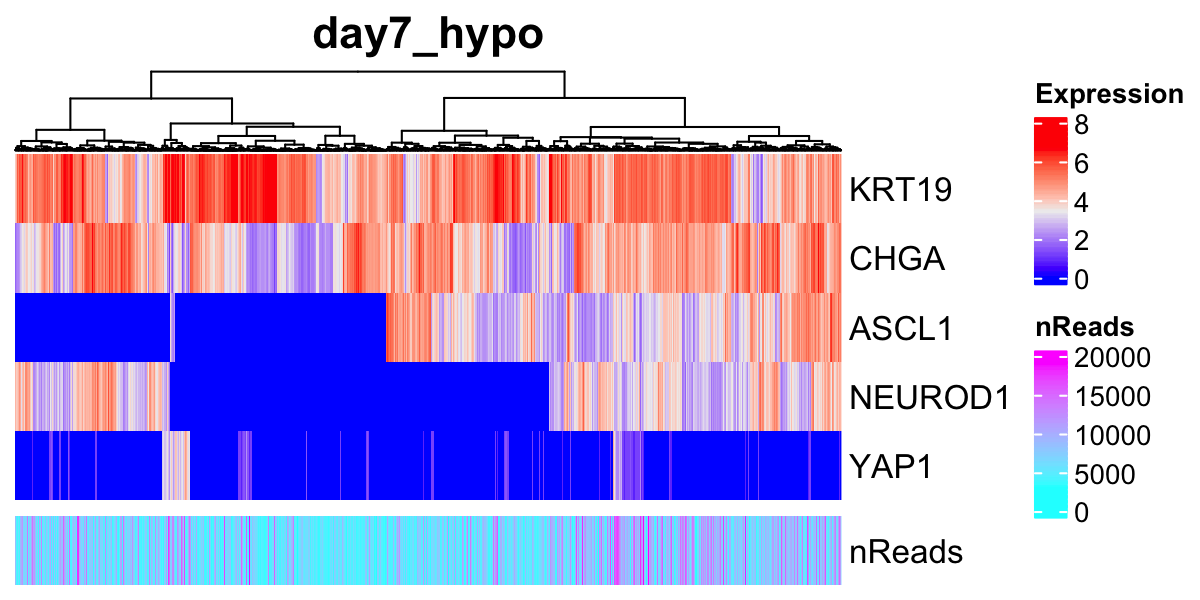 day7_hypo
KRT19
CHGA
ASCL1
NEUROD1
YAP1
nReads
Expression
8
6
4
2
0
nReads
20000
15000
10000
5000
0